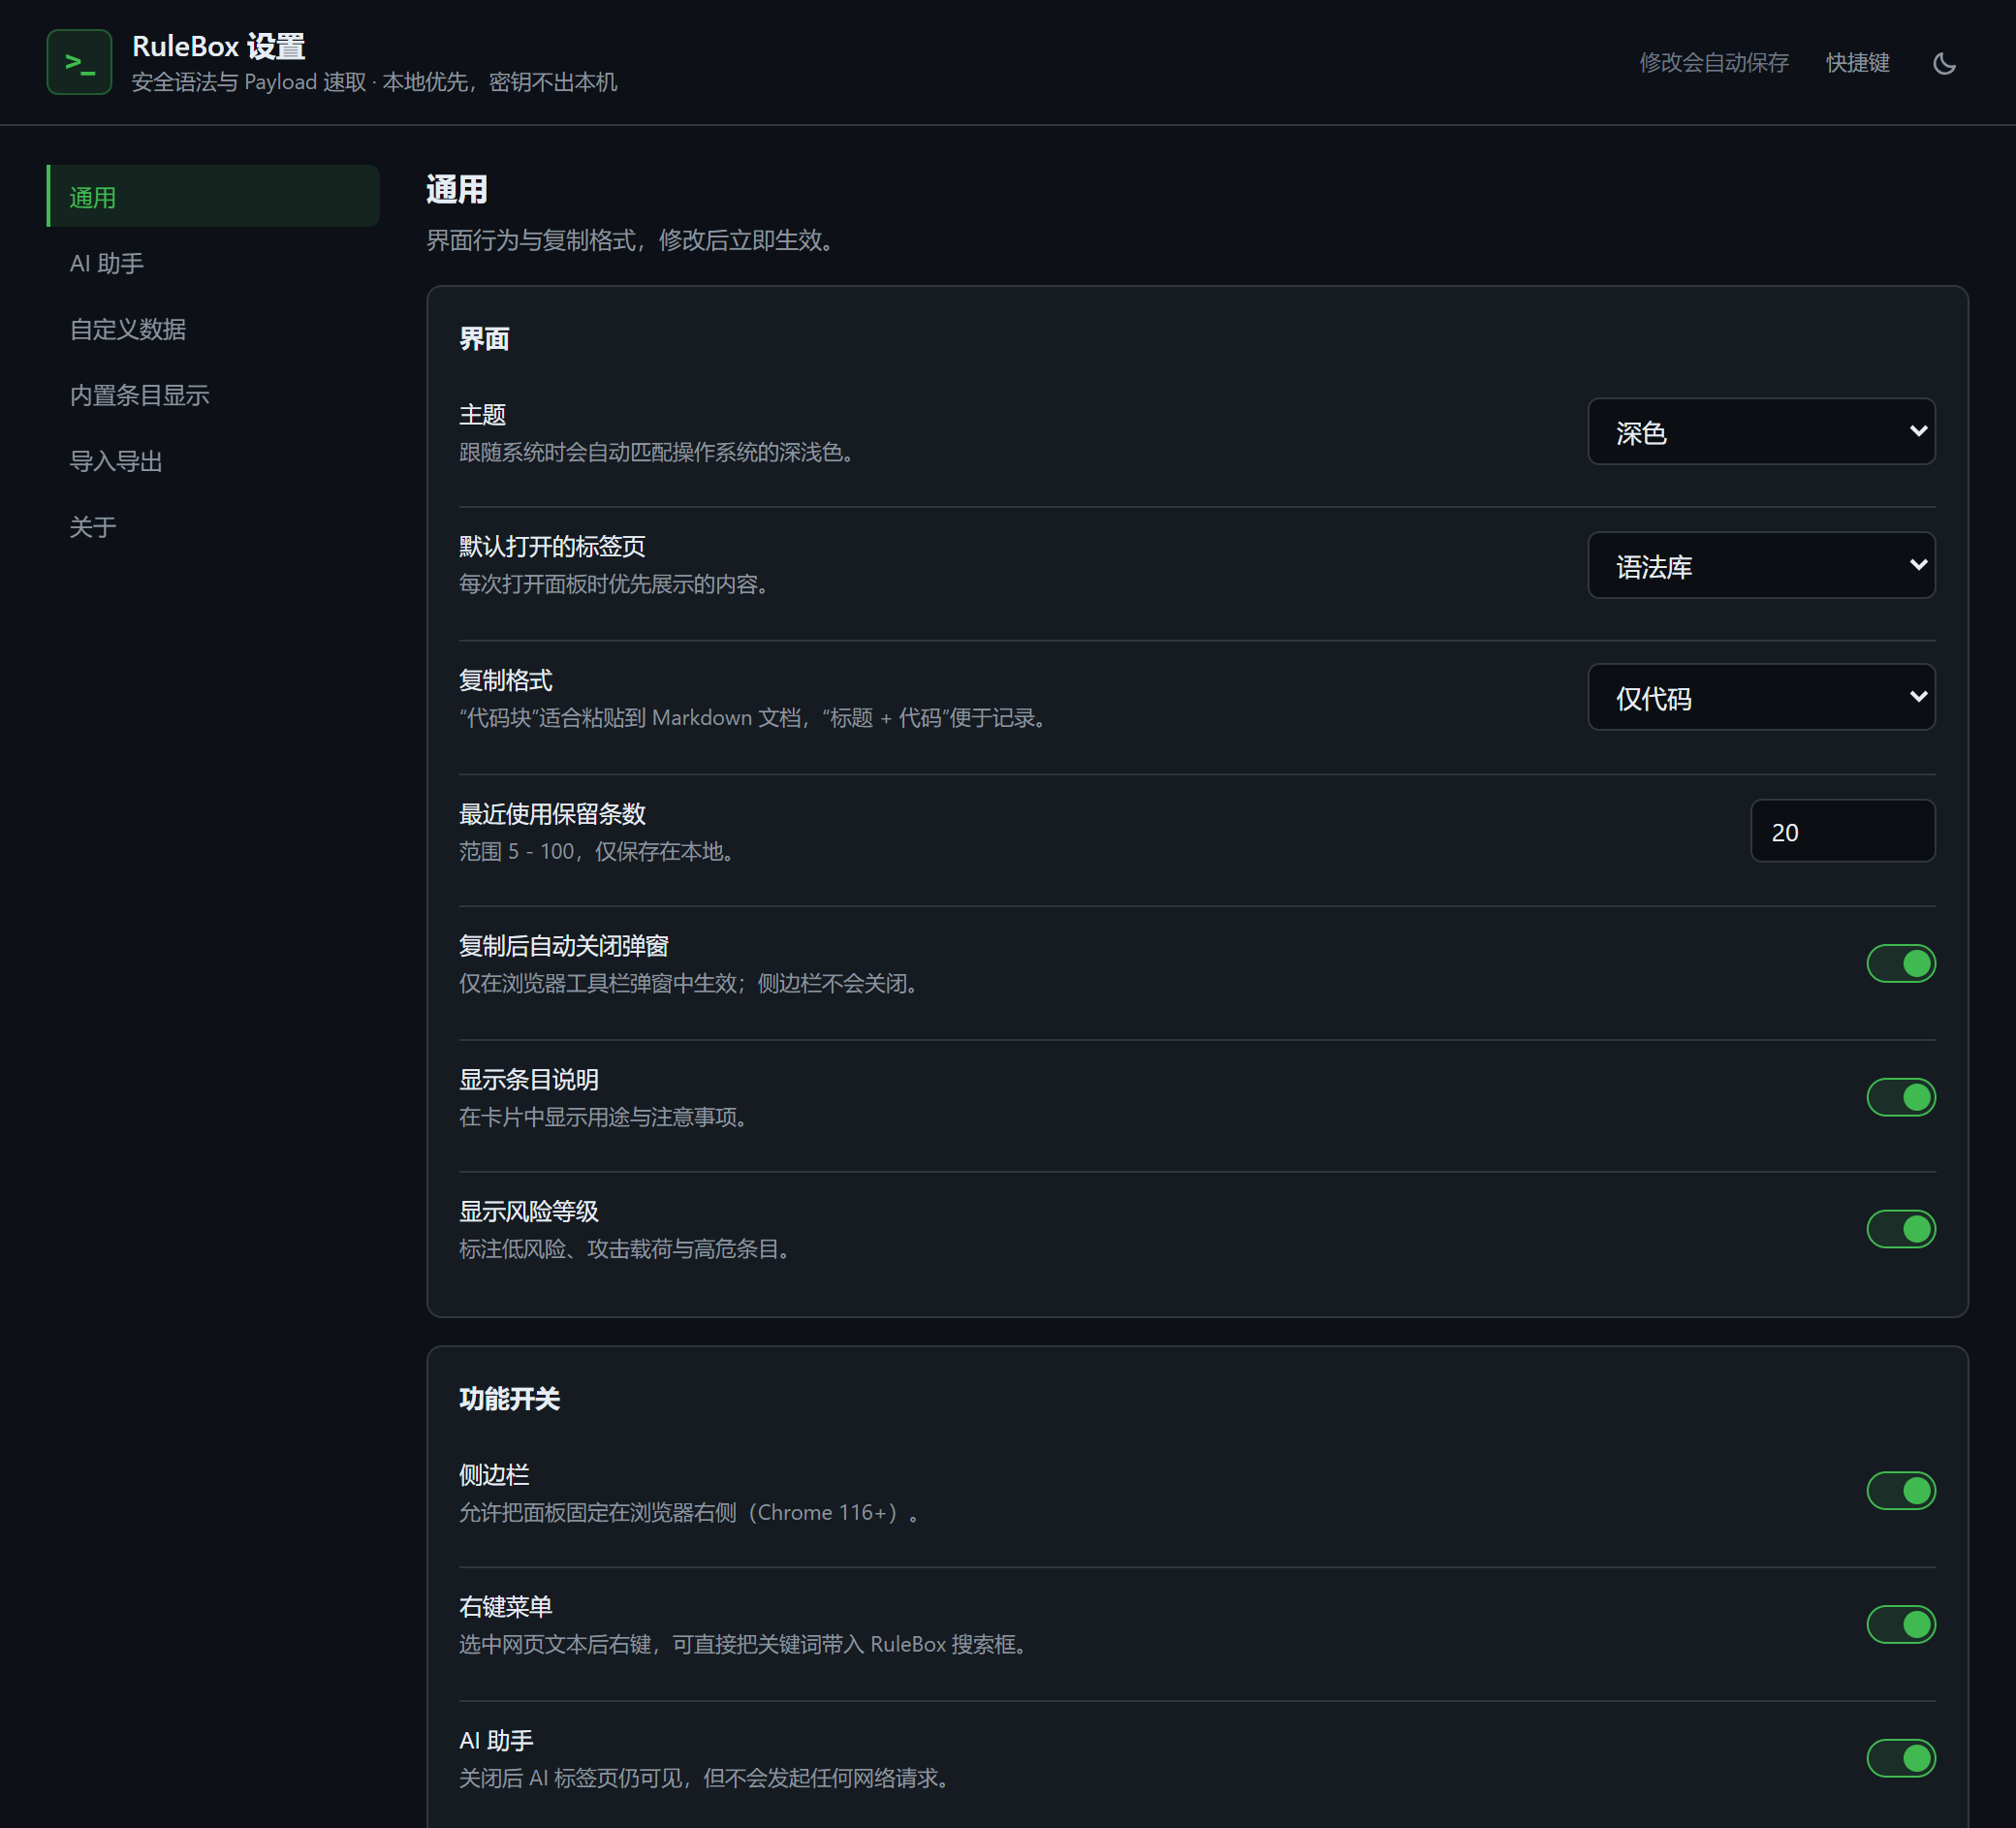 >_
RuleBox 设置
安全语法与 Payload 速取 · 本地优先，密钥不出本机
修改会自动保存
快捷键
通用
AI 助手
自定义数据
内置条目显示
导入导出
关于
通用
界面行为与复制格式，修改后立即生效。
界面
主题
跟随系统时会自动匹配操作系统的深浅色。
深色
默认打开的标签页
每次打开面板时优先展示的内容。
语法库
复制格式
“代码块”适合粘贴到 Markdown 文档，“标题 + 代码”便于记录。
仅代码
最近使用保留条数
范围 5 - 100，仅保存在本地。
20
复制后自动关闭弹窗
仅在浏览器工具栏弹窗中生效；侧边栏不会关闭。
显示条目说明
在卡片中显示用途与注意事项。
显示风险等级
标注低风险、攻击载荷与高危条目。
功能开关
侧边栏
允许把面板固定在浏览器右侧（Chrome 116+）。
右键菜单
选中网页文本后右键，可直接把关键词带入 RuleBox 搜索框。
AI 助手
关闭后 AI 标签页仍可见，但不会发起任何网络请求。